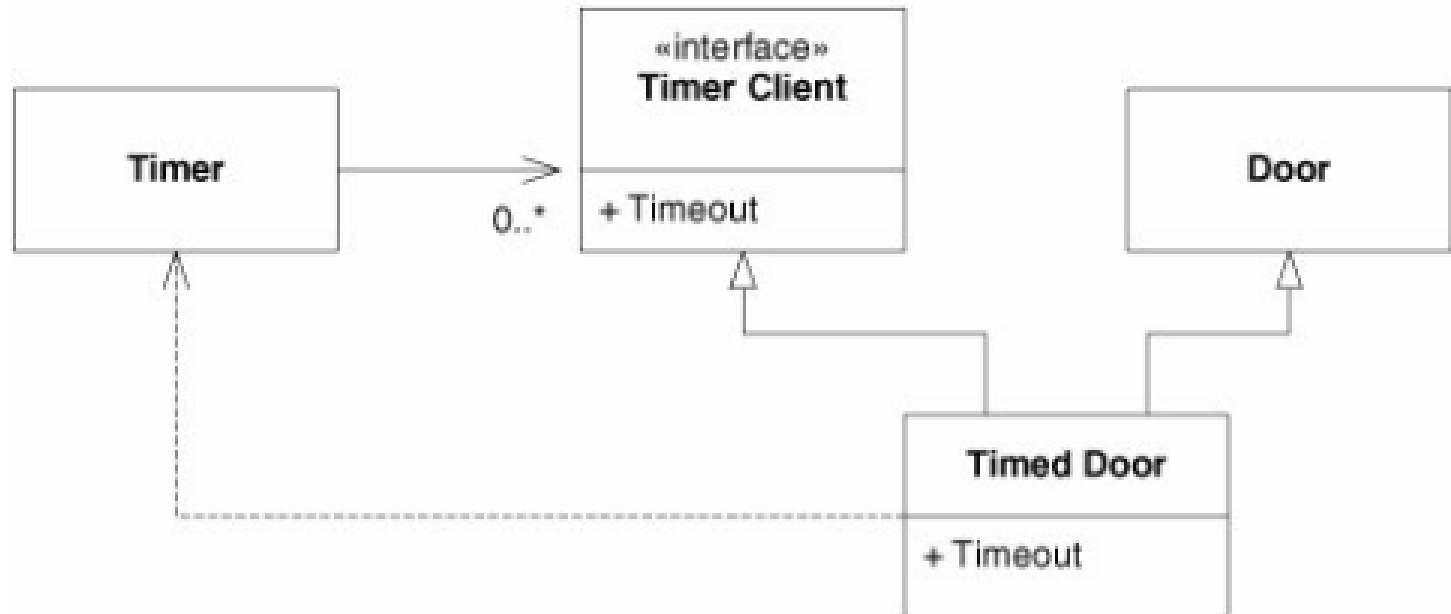 «interface»
Timer Client
Timer
Door
0..*
+ Timeout
Timed Door
+ Timeout